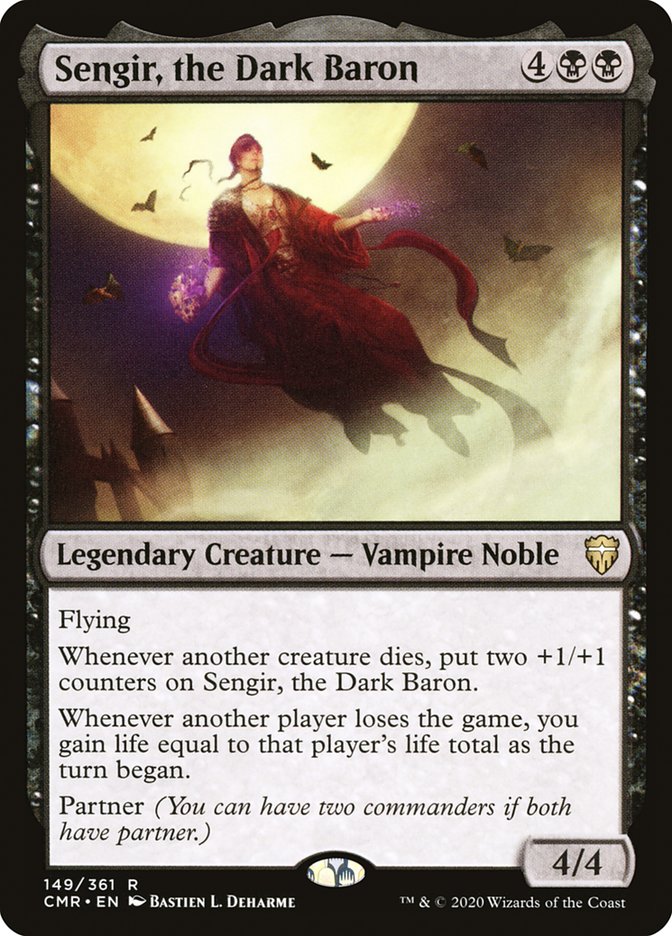 Sengir, the Dark Baron 4
Legendary Creature — Vampire Noble
Flying
Whenever another creature dies, put two +1/+1
counters on Sengir, the Dark Baron.
Whenever another player loses the game, you
gain life equal to that player's life total as the
turn began.
Partner (You can have two commanders if both
have partner.)
4/4
149/361 R
CMR • EN Bastien L. Deharme
™ & © 2020 Wizards of the Coast